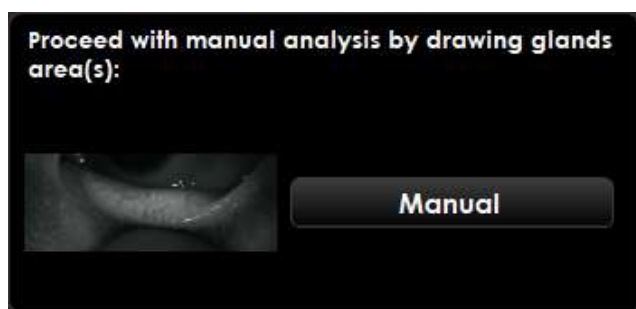 Proceed with manual analysis by drawing glands
area(s):
Manual